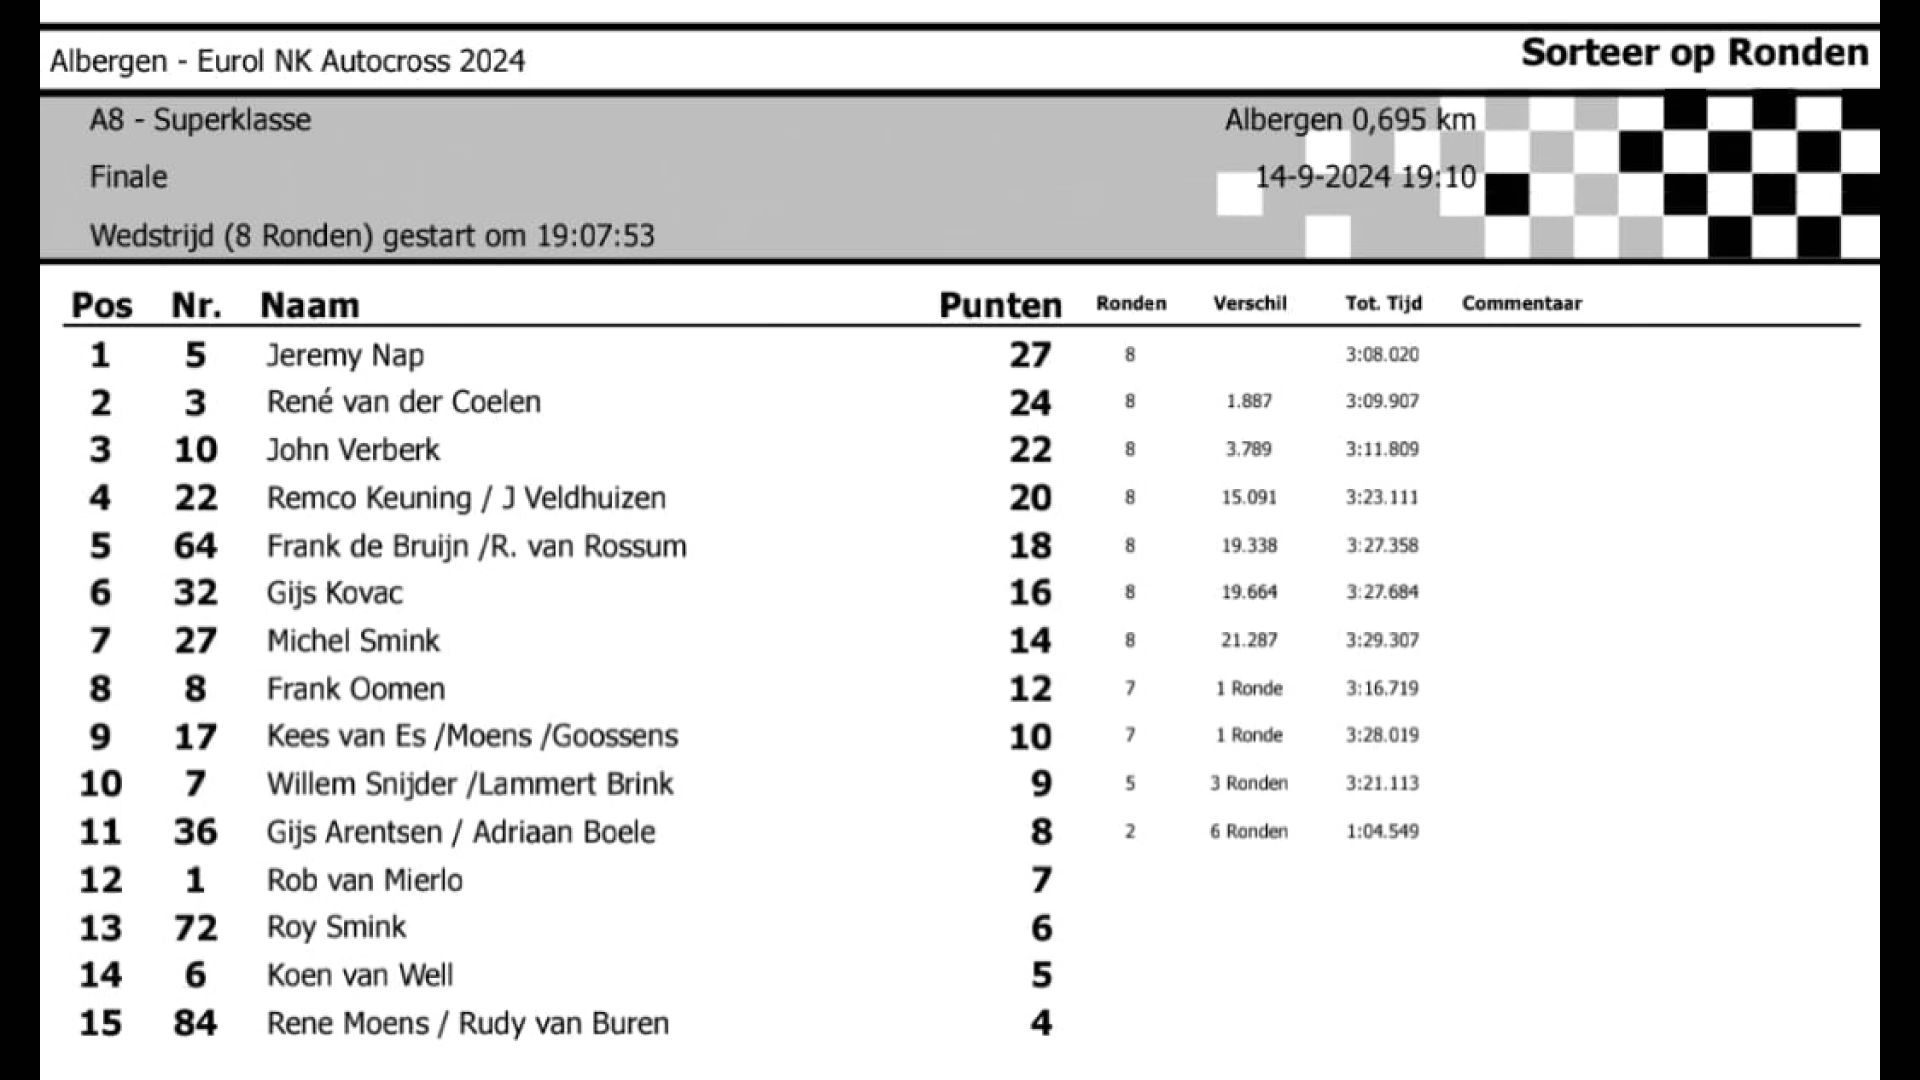 Albergen - Eurol NK Autocross 2024 Sorteer op Ronden
A8 - Superklasse Albergen 0,695 km
Finale 14-9-2024 19:10
Wedstrijd (8 Ronden) gestart om 19:07:53
Pos Nr. Naam Punten Ronden Verschil Tot. Tijd Commentaar
1 5 Jeremy Nap 27 8 3:08.020
2 3 René van der Coelen 24 8 1.887 3:09.907
3 10 John Verberk 22 8 3.789 3:11.809
4 22 Remco Keuning / J Veldhuizen 20 8 15.091 3:23.111
5 64 Frank de Bruijn /R. van Rossum 18 8 19.338 3:27.358
6 32 Gijs Kovac 16 8 19.664 3:27.684
7 27 Michel Smink 14 8 21.287 3:29.307
8 8 Frank Oomen 12 7 1 Ronde 3:16.719
9 17 Kees van Es /Moens /Goossens 10 7 1 Ronde 3:28.019
10 7 Willem Snijder /Lammert Brink 9 5 3 Ronden 3:21.113
11 36 Gijs Arentsen / Adriaan Boele 8 2 6 Ronden 1:04.549
12 1 Rob van Mierlo 7
13 72 Roy Smink 6
14 6 Koen van Well 5
15 84 Rene Moens / Rudy van Buren 4